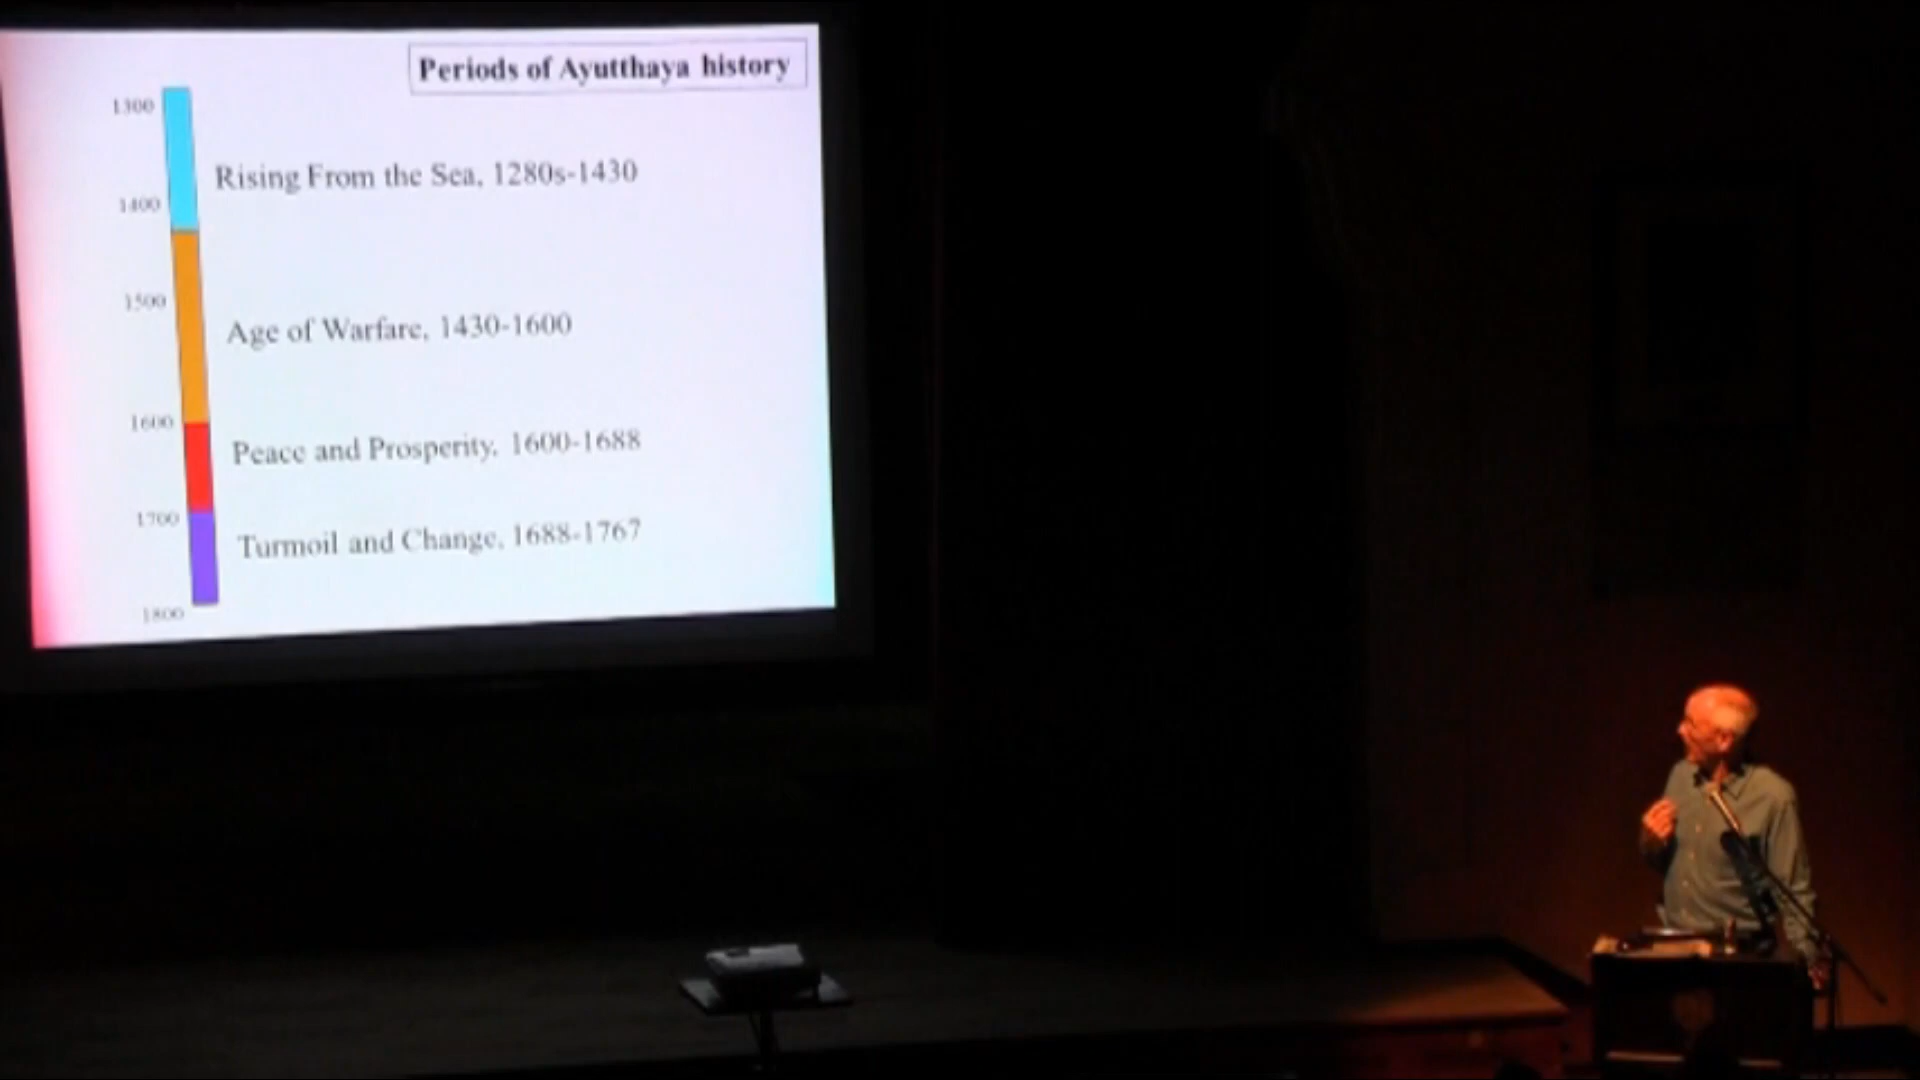 Periods of Ayutthaya history
1300
Rising From the Sea, 1280s-1430
1400
1500
Age of Warfare, 1430-1600
1600
Peace and Prosperity, 1600-1688
1700
Turmoil and Change, 1688-1767
1800